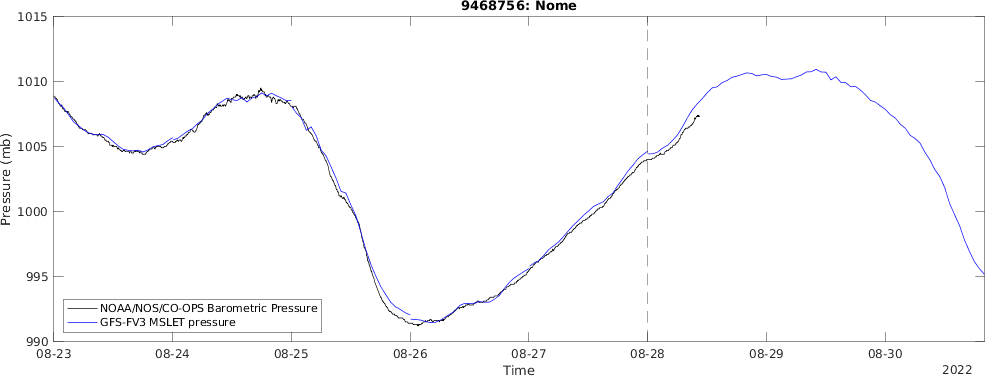 9468756: Nome
1015
1010
1005
1000
995
990
Pressure (mb)
NOAA/NOS/CO-OPS Barometric Pressure
GFS-FV3 MSLET pressure
08-23 08-24 08-25 08-26 08-27 08-28 08-29 08-30
Time
2022